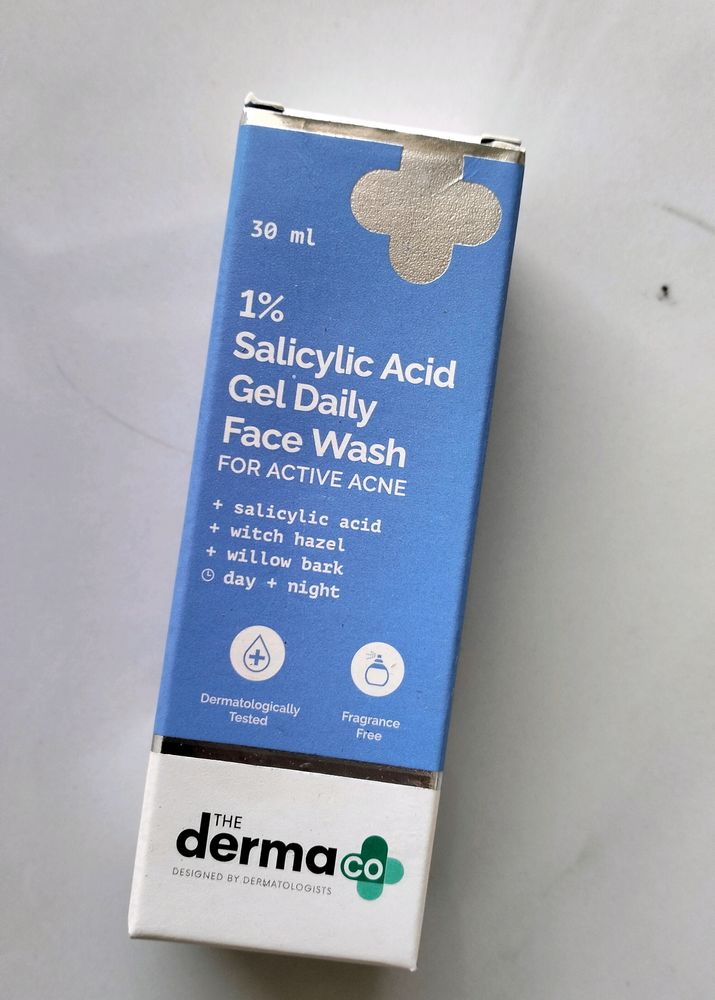 30 ml
1%
Salicylic Acid
Gel Daily
Face Wash
FOR ACTIVE ACNE
+ salicylic acid
+ witch hazel
+ willow bark
day + night
Dermatologically
Tested
Fragrance
Free
THE
derma co
DESIGNED BY DERMATOLOGISTS